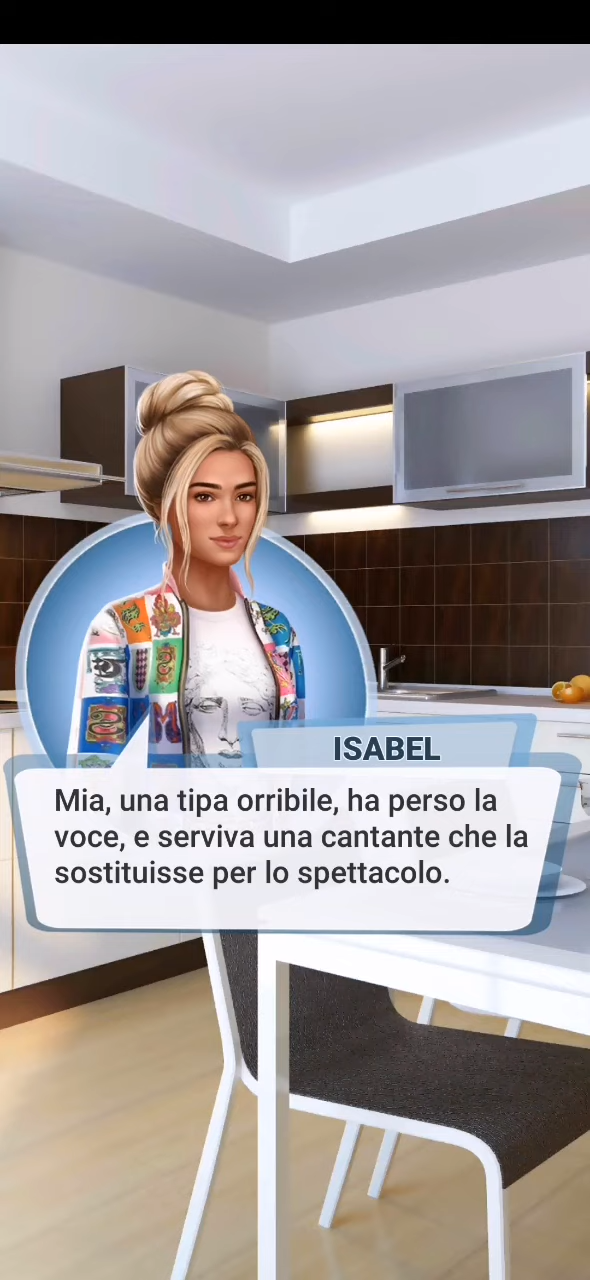 ISABEL
Mia, una tipa orribile, ha perso la
voce, e serviva una cantante che la
sostituisse per lo spettacolo.